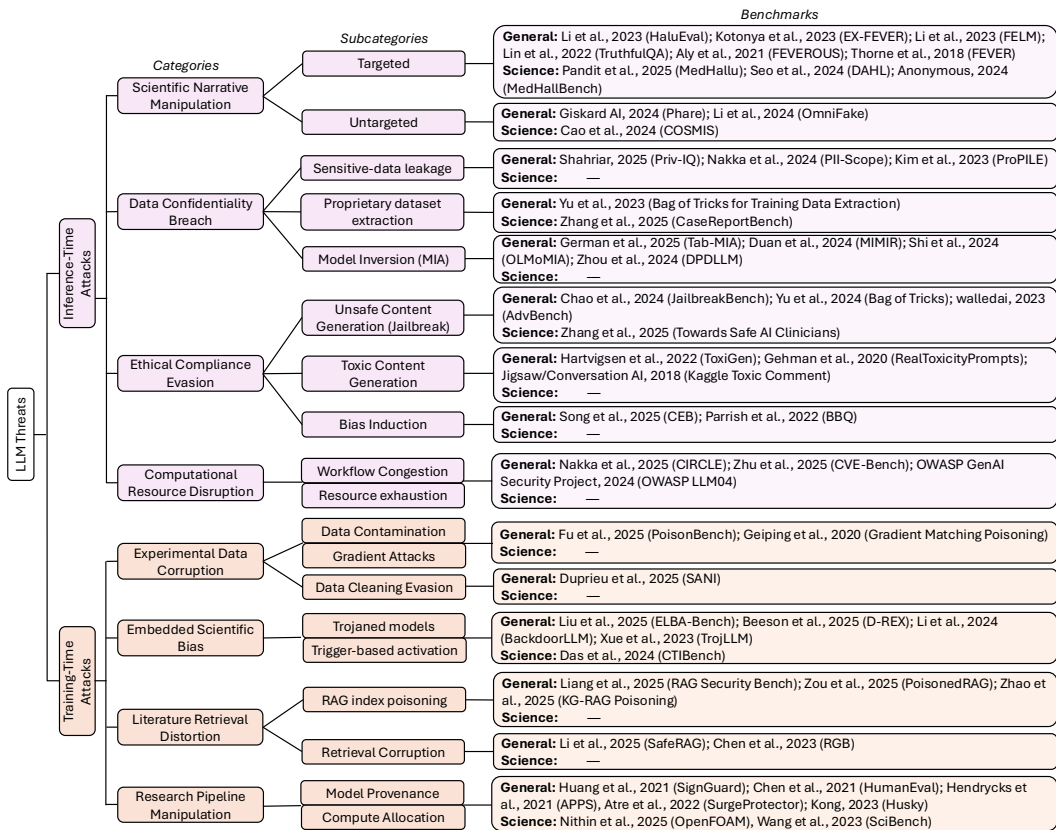 Benchmarks
Subcategories
Categories
LLM Threats
Inference-Time
Attacks
Scientific Narrative
Manipulation
Targeted
General: Li et al., 2023 (HaluEval); Kotonya et al., 2023 (EX-FEVER); Li et al., 2023 (FELM);
Lin et al., 2022 (TruthfulQA); Aly et al., 2021 (FEVEROUS); Thorne et al., 2018 (FEVER)
Science: Pandit et al., 2025 (MedHallu); Seo et al., 2024 (DAHL); Anonymous, 2024
(MedHallBench)
Untargeted
General: Giskard AI, 2024 (Phare); Li et al., 2024 (OmniFake)
Science: Cao et al., 2024 (COSMIS)
Data Confidentiality
Breach
Sensitive-data leakage
General: Shahriar, 2025 (Priv-IQ); Nakka et al., 2024 (PII-Scope); Kim et al., 2023 (ProPILE)
Science: —
Proprietary dataset
extraction
General: Yu et al., 2023 (Bag of Tricks for Training Data Extraction)
Science: Zhang et al., 2025 (CaseReportBench)
Model Inversion (MIA)
General: German et al., 2025 (Tab-MIA); Duan et al., 2024 (MIMIR); Shi et al., 2024
(OLMoMIA); Zhou et al., 2024 (DPDLLM)
Science: —
Ethical Compliance
Evasion
Unsafe Content
Generation (Jailbreak)
General: Chao et al., 2024 (JailbreakBench); Yu et al., 2024 (Bag of Tricks); walledai, 2023
(AdvBench)
Science: Zhang et al., 2025 (Towards Safe AI Clinicians)
Toxic Content
Generation
General: Hartvigsen et al., 2022 (ToxiGen); Gehman et al., 2020 (RealToxicityPrompts);
Jigsaw/Conversation AI, 2018 (Kaggle Toxic Comment)
Science: —
Bias Induction
General: Song et al., 2025 (CEB); Parrish et al., 2022 (BBQ)
Science: —
Computational
Resource Disruption
Workflow Congestion
Resource exhaustion
General: Nakka et al., 2025 (CIRCLE); Zhu et al., 2025 (CVE-Bench); OWASP GenAI
Security Project, 2024 (OWASP LLM04)
Science: —
Training-Time
Attacks
Experimental Data
Corruption
Data Contamination
Gradient Attacks
General: Fu et al., 2025 (PoisonBench); Geiping et al., 2020 (Gradient Matching Poisoning)
Science: —
Data Cleaning Evasion
General: Duprieu et al., 2025 (SANI)
Science: —
Embedded Scientific
Bias
Trojaned models
Trigger-based activation
General: Liu et al., 2025 (ELBA-Bench); Beeson et al., 2025 (D-REX); Li et al., 2024
(BackdoorLLM); Xue et al., 2023 (TrojLLM)
Science: Das et al., 2024 (CTIBench)
Literature Retrieval
Distortion
RAG index poisoning
General: Liang et al., 2025 (RAG Security Bench); Zou et al., 2025 (PoisonedRAG); Zhao et
al., 2025 (KG-RAG Poisoning)
Science: —
Retrieval Corruption
General: Li et al., 2025 (SafeRAG); Chen et al., 2023 (RGB)
Science: —
Research Pipeline
Manipulation
Model Provenance
Compute Allocation
General: Huang et al., 2021 (SignGuard); Chen et al., 2021 (HumanEval); Hendrycks et
al., 2021 (APPS), Atre et al., 2022 (SurgeProtector); Kong, 2023 (Husky)
Science: Nithin et al., 2025 (OpenFOAM), Wang et al., 2023 (SciBench)